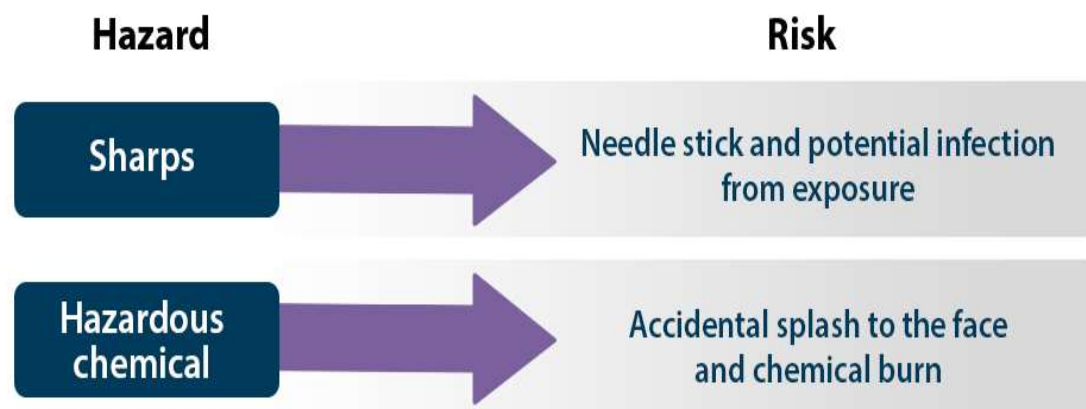 Hazard
Risk
Sharps
Needle stick and potential infection
from exposure
Hazardous
chemical
Accidental splash to the face
and chemical burn